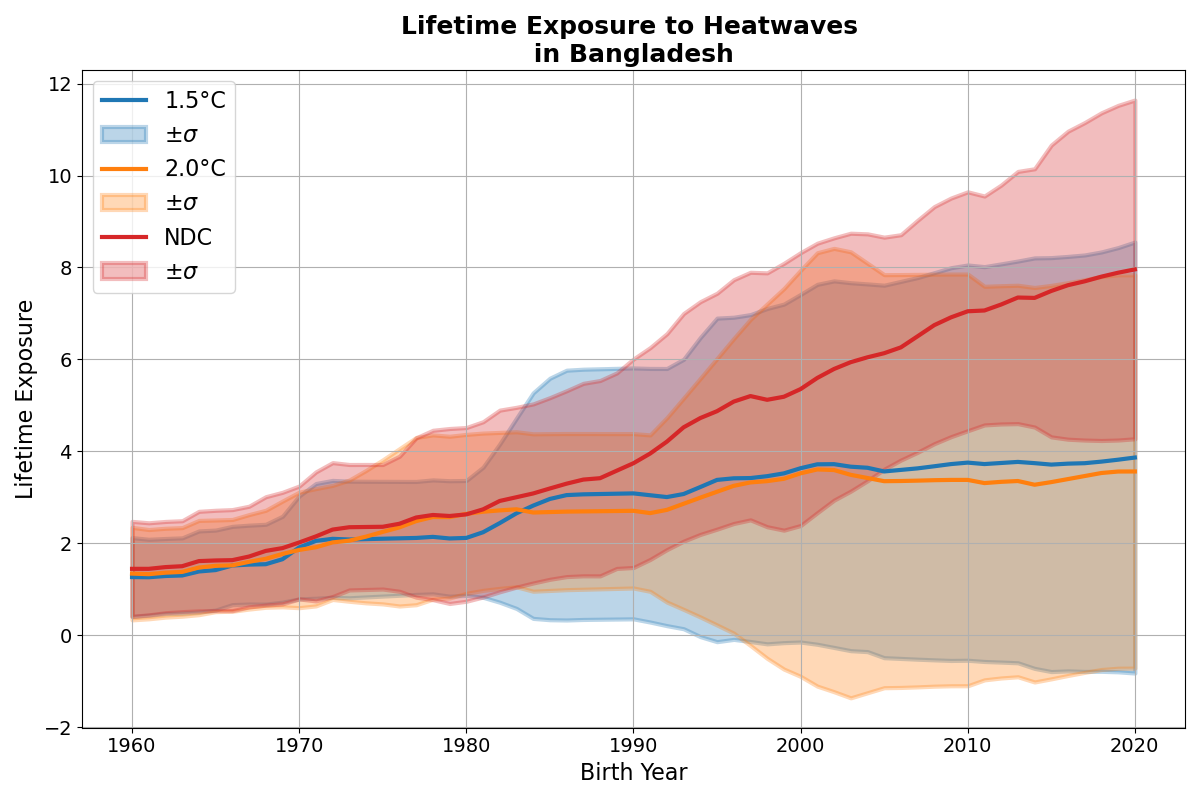 Lifetime Exposure to Heatwaves
in Bangladesh
1.5°C
±σ
2.0°C
±σ
NDC
±σ
Lifetime Exposure
12
10
8
6
4
2
0
−2
1960
1970
1980
1990
2000
2010
2020
Birth Year